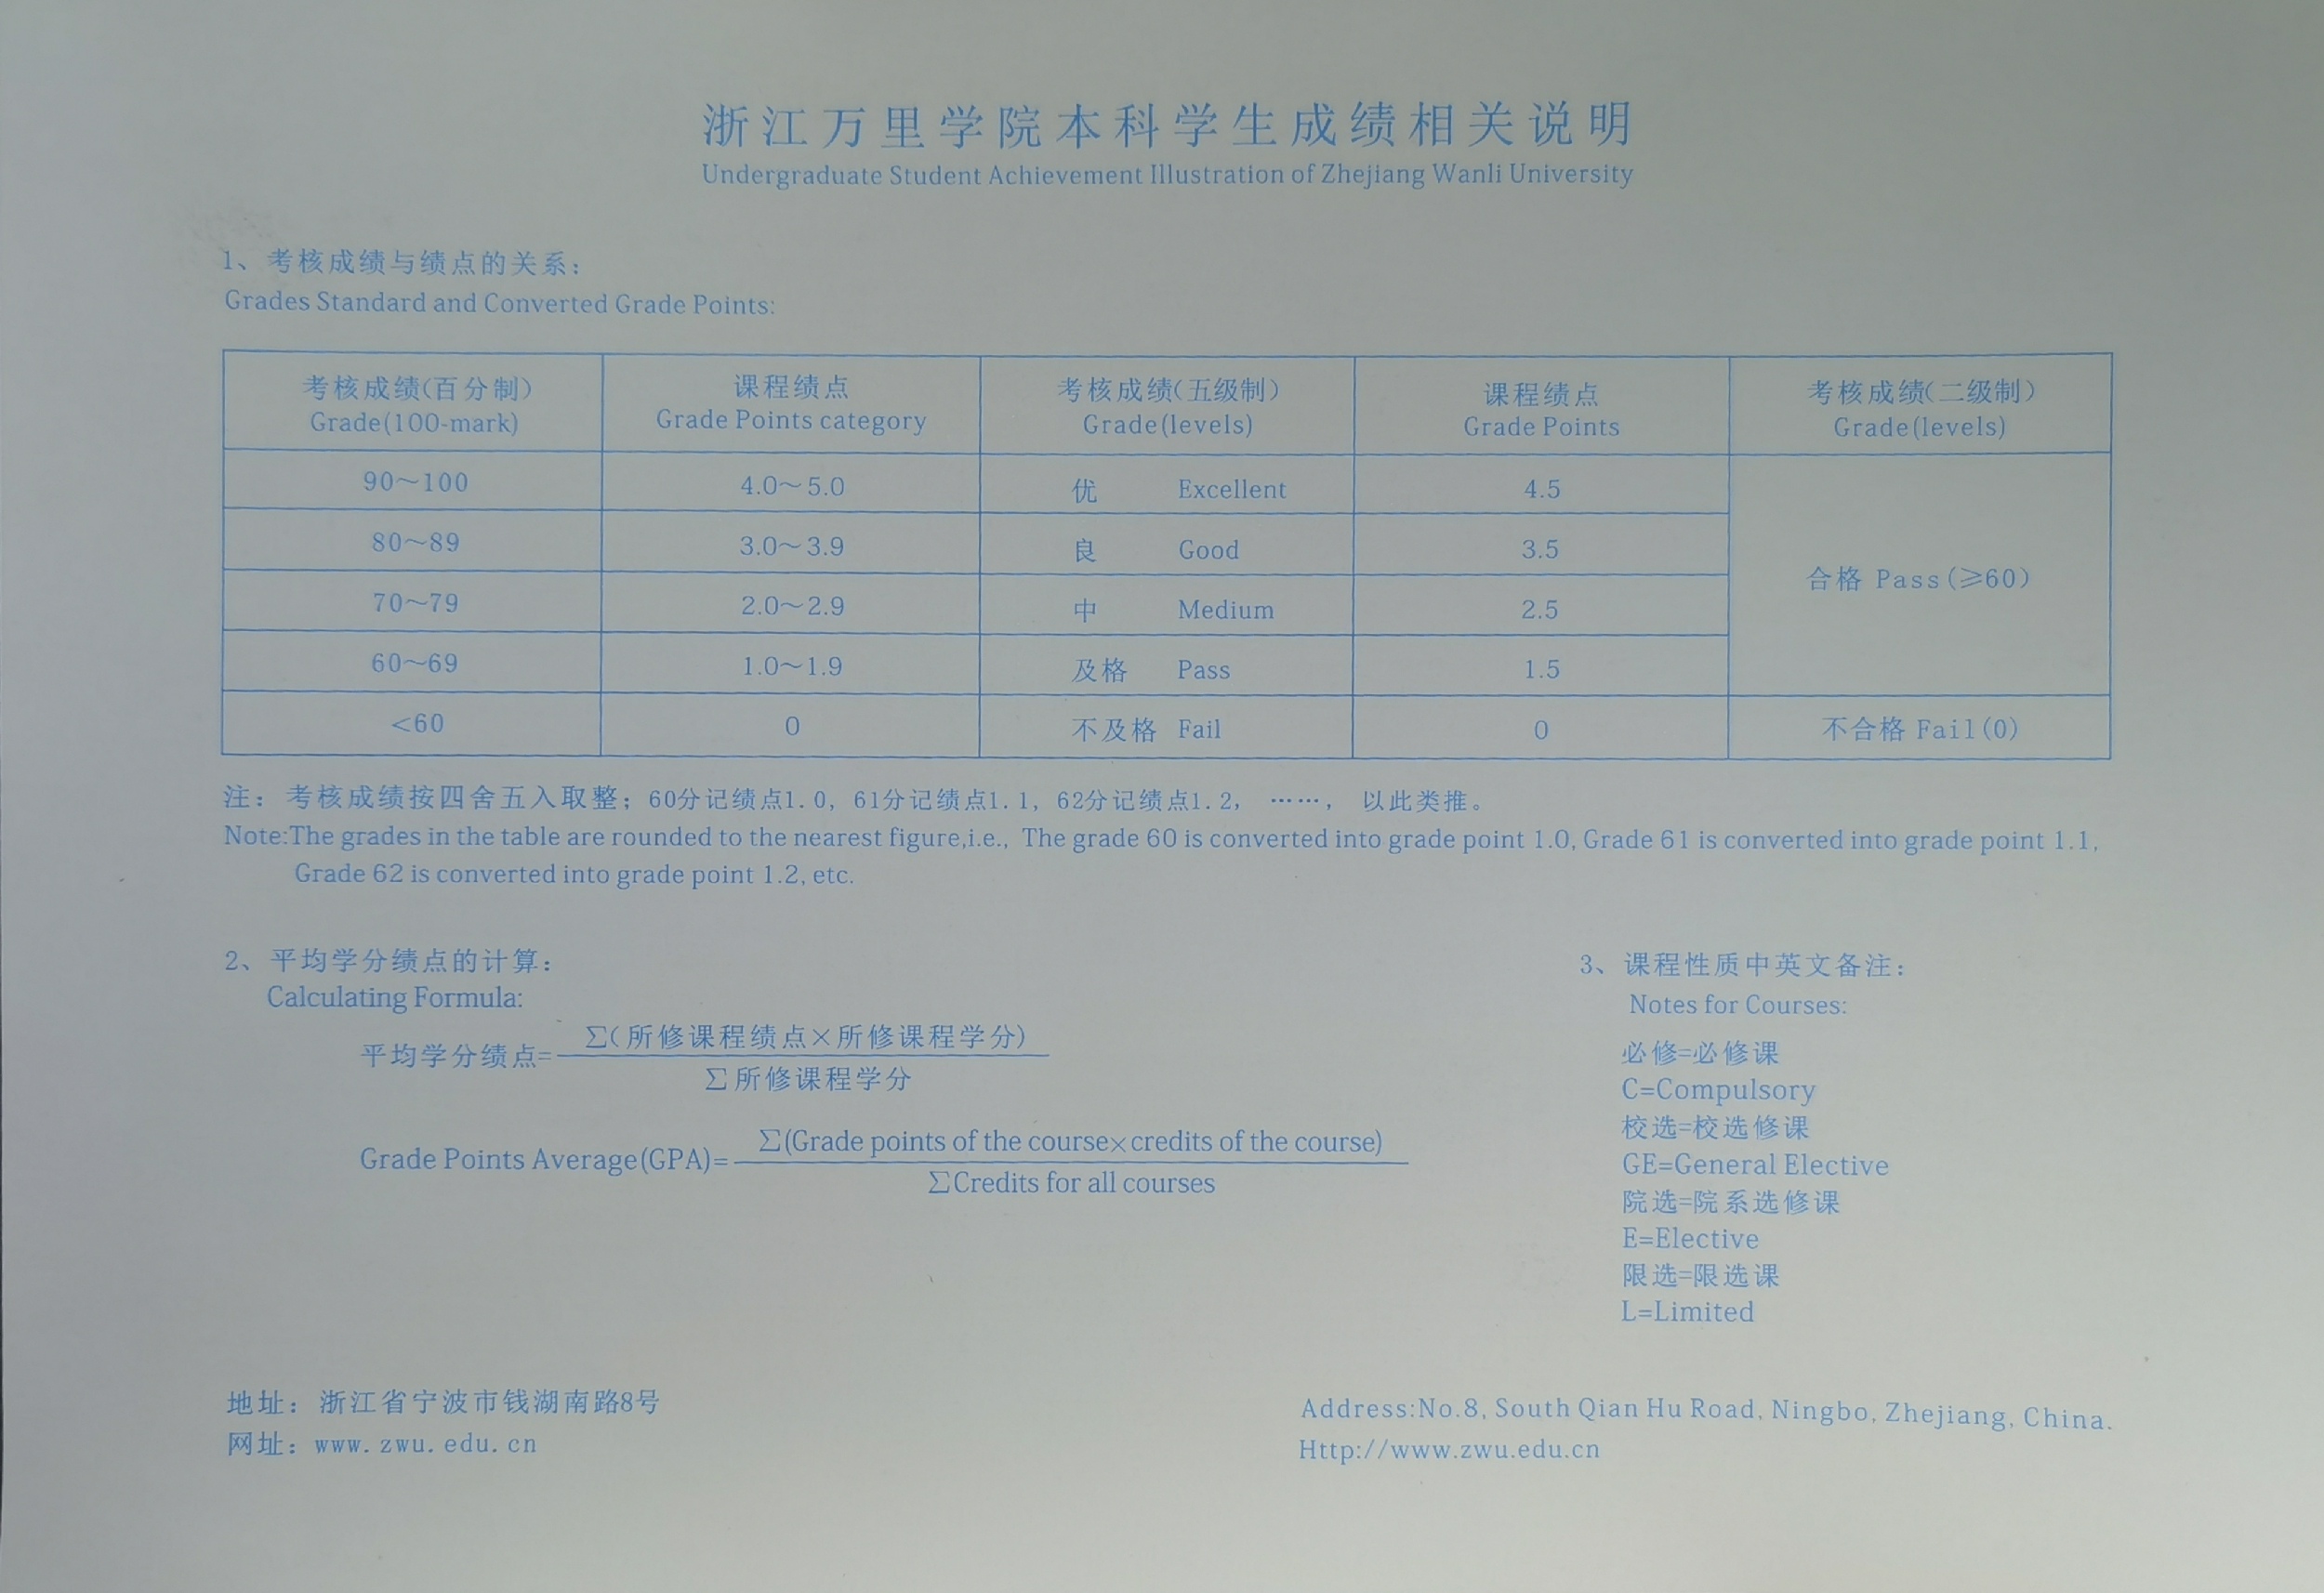 浙江万里学院本科学生成绩相关说明
Undergraduate Student Achievement Illustration of Zhejiang Wanli University
1、考核成绩与绩点的关系：
Grades Standard and Converted Grade Points:
考核成绩(百分制) 课程绩点 考核成绩(五级制) 课程绩点 考核成绩(二级制)
Grade(100-mark) Grade Points category Grade(levels) Grade Points Grade(levels)
90～100 4.0～5.0 优 Excellent 4.5
80～89 3.0～3.9 良 Good 3.5
合格 Pass(≥60)
70～79 2.0～2.9 中 Medium 2.5
60～69 1.0～1.9 及格 Pass 1.5
<60 0 不及格 Fail 0 不合格 Fail(0)
注：考核成绩按四舍五入取整；60分记绩点1.0，61分记绩点1.1，62分记绩点1.2，……，以此类推。
Note:The grades in the table are rounded to the nearest figure,i.e., The grade 60 is converted into grade point 1.0, Grade 61 is converted into grade point 1.1,
Grade 62 is converted into grade point 1.2, etc.
2、平均学分绩点的计算：
Calculating Formula:
平均学分绩点=
∑(所修课程绩点×所修课程学分)
∑所修课程学分
Grade Points Average(GPA)=
∑(Grade points of the course×credits of the course)
∑Credits for all courses
3、课程性质中英文备注：
Notes for Courses:
必修=必修课
C=Compulsory
校选=校选修课
GE=General Elective
院选=院系选修课
E=Elective
限选=限选课
L=Limited
地址：浙江省宁波市钱湖南路8号
网址：www.zwu.edu.cn
Address:No.8, South Qian Hu Road, Ningbo, Zhejiang, China.
Http://www.zwu.edu.cn